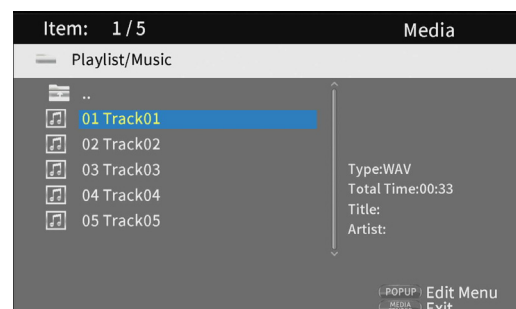 Item: 1/5 Media
Playlist/Music
..
01 Track01
02 Track02
03 Track03
04 Track04
05 Track05
Type:WAV
Total Time:00:33
Title:
Artist:
POPUP Edit Menu
MEDIA Exit